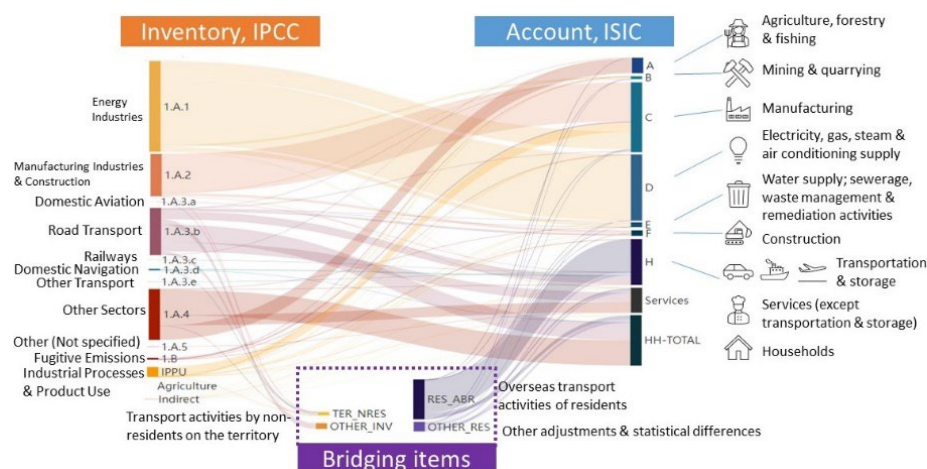 Inventory, IPCC
Account, ISIC
Energy
Industries
1.A.1
Manufacturing Industries
& Construction
1.A.2
Domestic Aviation
1.A.3.a
Road Transport
1.A.3.b
Railways
1.A.3.c
Domestic Navigation
1.A.3.d
Other Transport
1.A.3.e
Other Sectors
1.A.4
Other (Not specified)
1.A.5
Fugitive Emissions
1.B
Industrial Processes
& Product Use
IPPU
Agriculture
Indirect
Transport activities by non-
residents on the territory
TER_NRES
OTHER_INV
RES_ABR
OTHER_RES
Overseas transport
activities of residents
Other adjustments & statistical differences
Bridging items
A
B
C
D
E
F
H
Services
HH-TOTAL
Agriculture, forestry
& fishing
Mining & quarrying
Manufacturing
Electricity, gas, steam &
air conditioning supply
Water supply; sewerage,
waste management &
remediation activities
Construction
Transportation
& storage
Services (except
transportation & storage)
Households